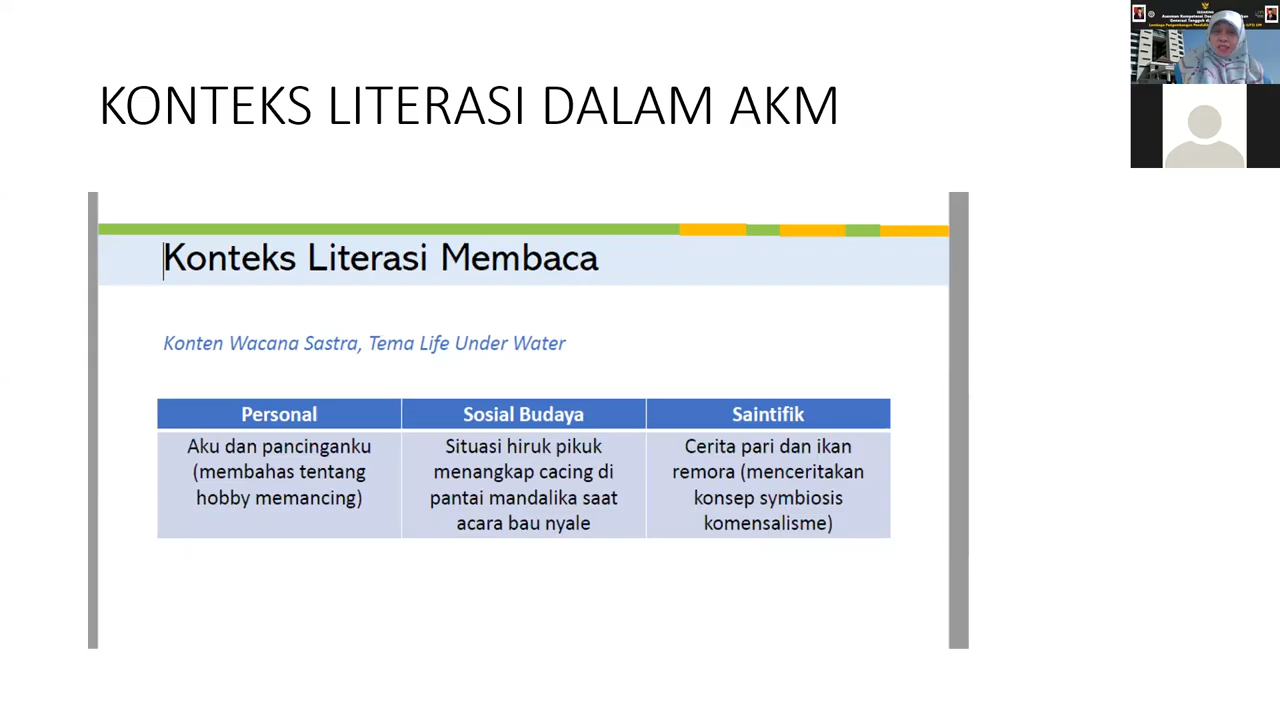 KONTEKS LITERASI DALAM AKM
Konteks Literasi Membaca
Konten Wacana Sastra, Tema Life Under Water
Personal
Aku dan pancinganku
(membahas tentang
hobby memancing)
Sosial Budaya
Situasi hiruk pikuk
menangkap cacing di
pantai mandalika saat
acara bau nyale
Saintifik
Cerita pari dan ikan
remora (menceritakan
konsep symbiosis
komensalisme)